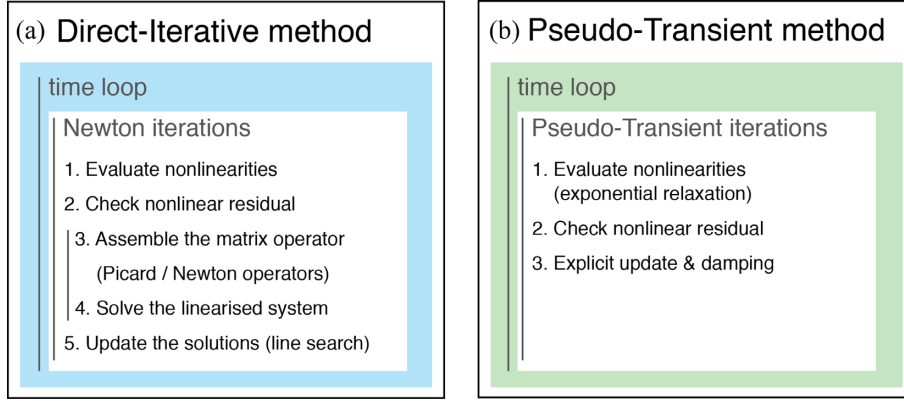 (a) Direct-Iterative method
time loop
Newton iterations
1. Evaluate nonlinearities
2. Check nonlinear residual
3. Assemble the matrix operator
(Picard / Newton operators)
4. Solve the linearised system
5. Update the solutions (line search)
(b) Pseudo-Transient method
time loop
Pseudo-Transient iterations
1. Evaluate nonlinearities
(exponential relaxation)
2. Check nonlinear residual
3. Explicit update & damping